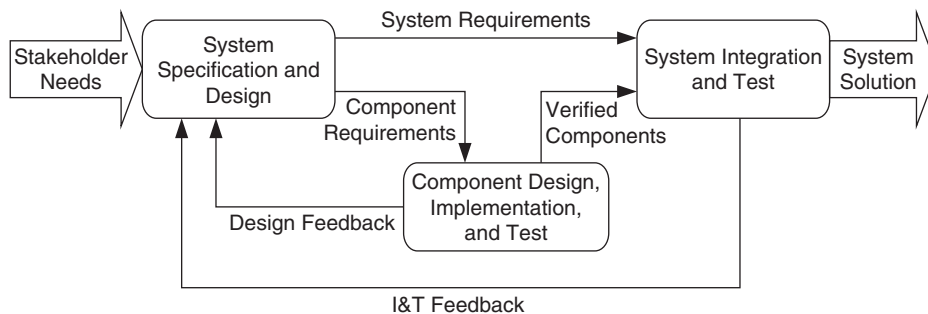 System Requirements
Stakeholder
Needs
System
Specification and
Design
System Integration
and Test
System
Solution
Component
Requirements
Verified
Components
Component Design,
Implementation,
and Test
Design Feedback
I&T Feedback